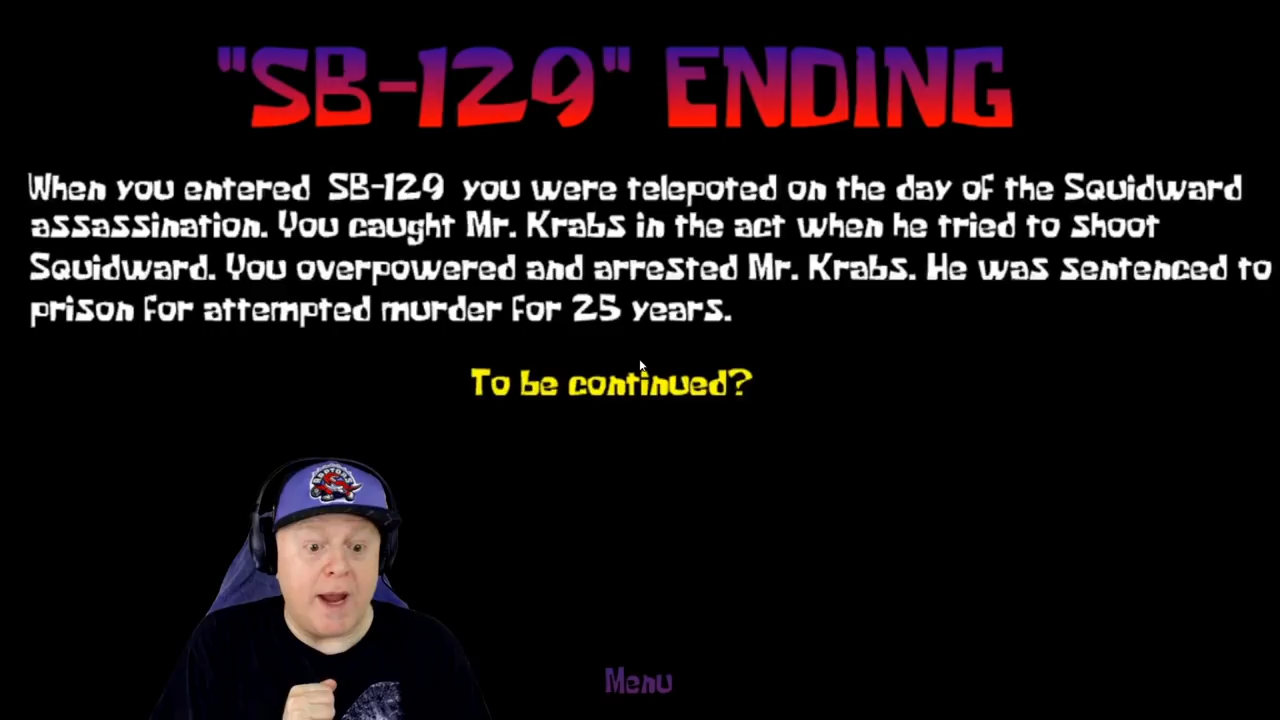 "SB-129" ENDING
When you entered SB-129 you were telepoted on the day of the Squidward
assassination. You caught Mr. Krabs in the act when he tried to shoot
Squidward. You overpowered and arrested Mr. Krabs. He was sentenced to
prison for attempted murder for 25 years.
To be continued?
RAPTORS
Menu